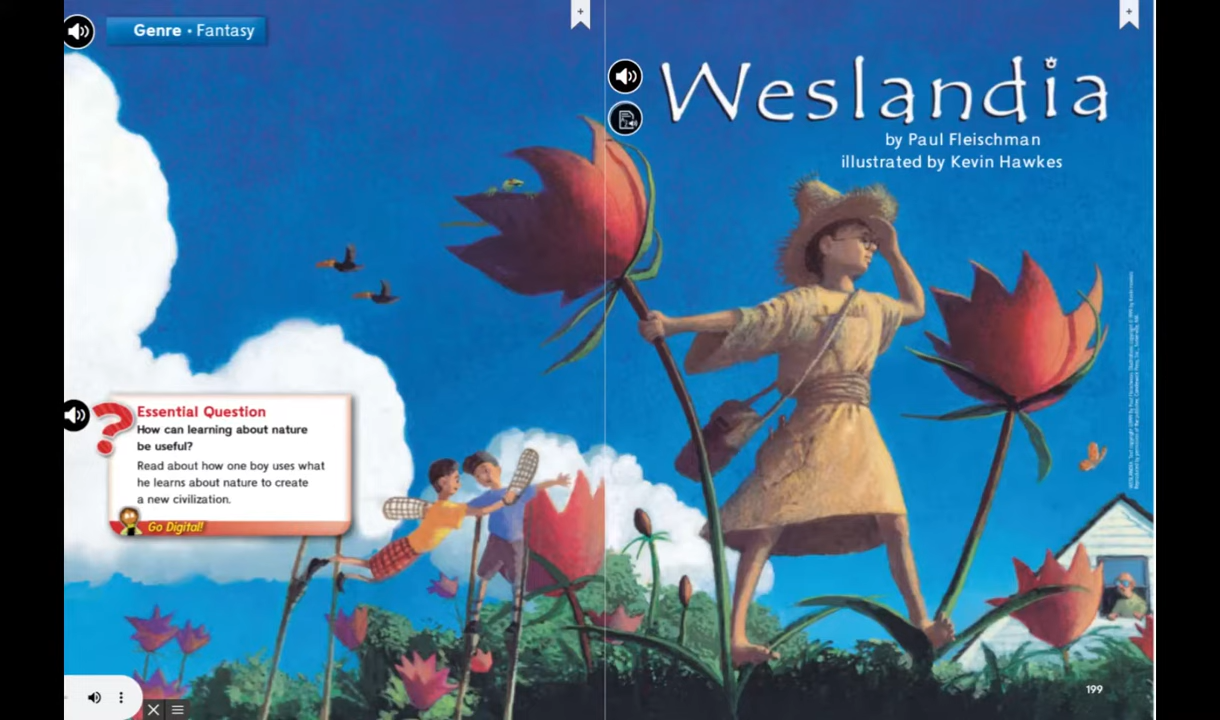 Genre • Fantasy
Weslandia
by Paul Fleischman
illustrated by Kevin Hawkes
Essential Question
How can learning about nature
be useful?
Read about how one boy uses what
he learns about nature to create
a new civilization.
Go Digital!
199